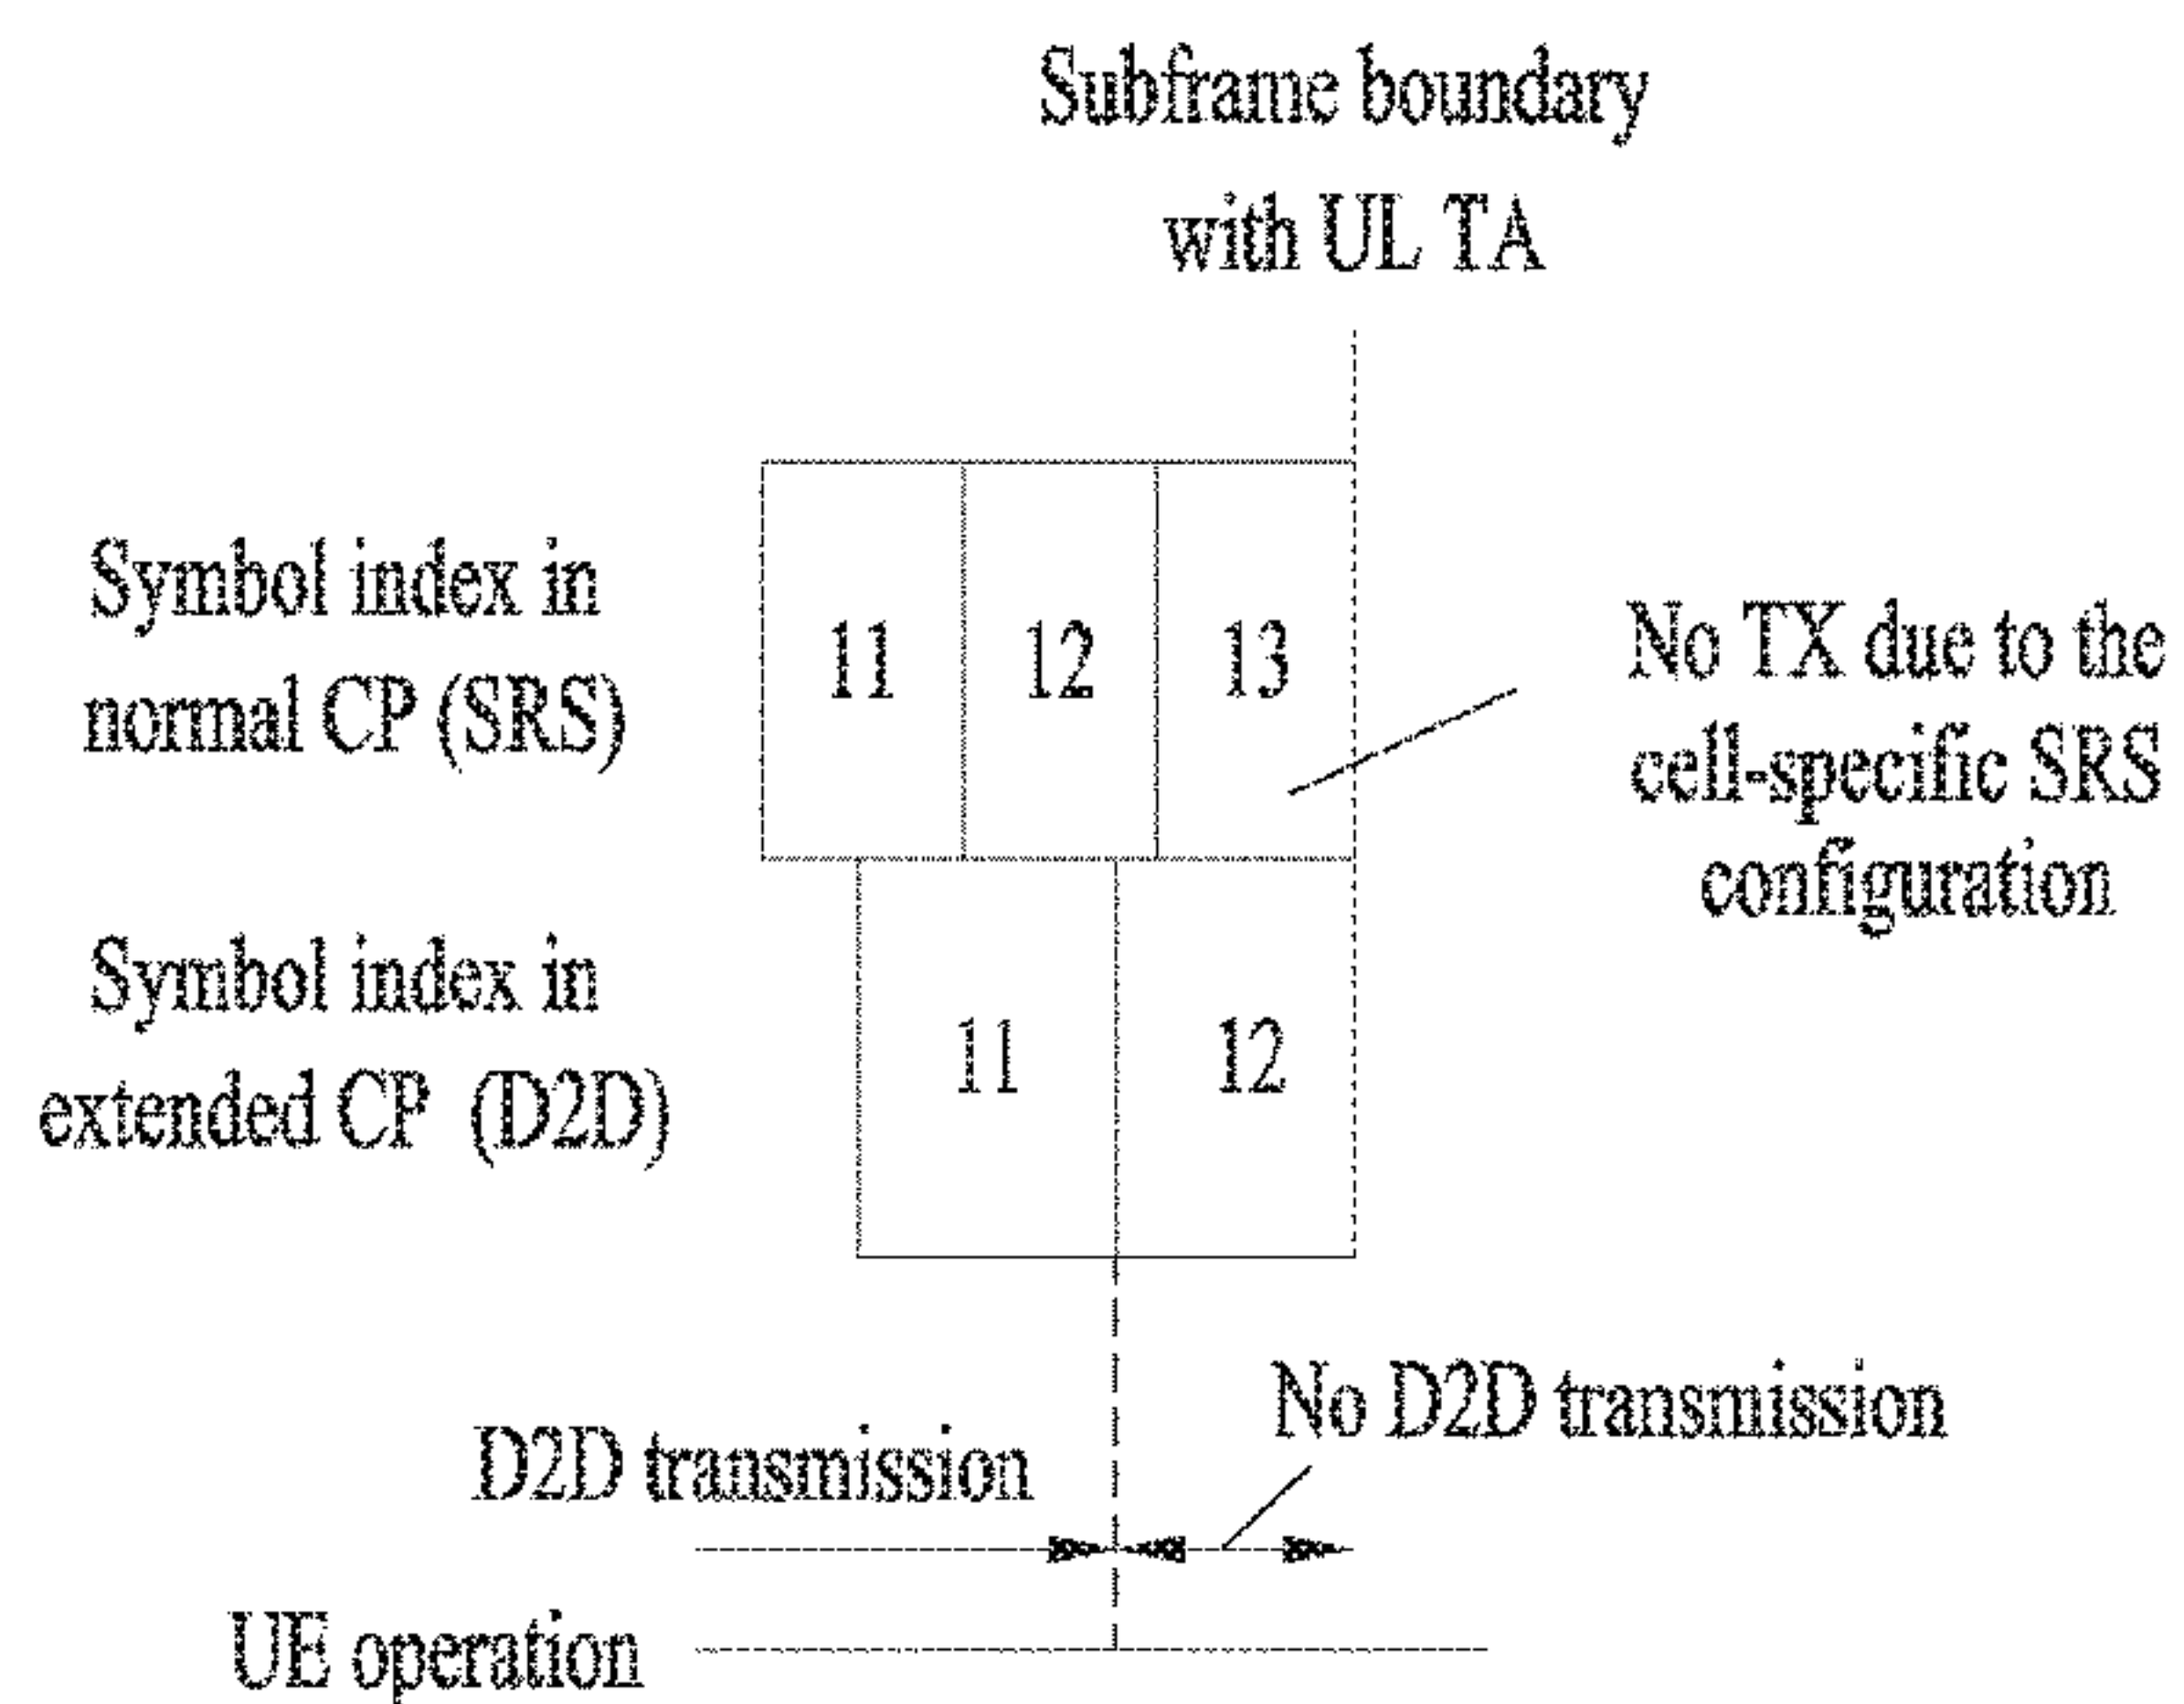 Subframe boundary
with UL TA
Symbol index in
normal CP (SRS)
11 12 13
No TX due to the
cell-specific SRS
configuration
Symbol index in
extended CP (D2D)
11 12
No D2D transmission
D2D transmission
UE operation